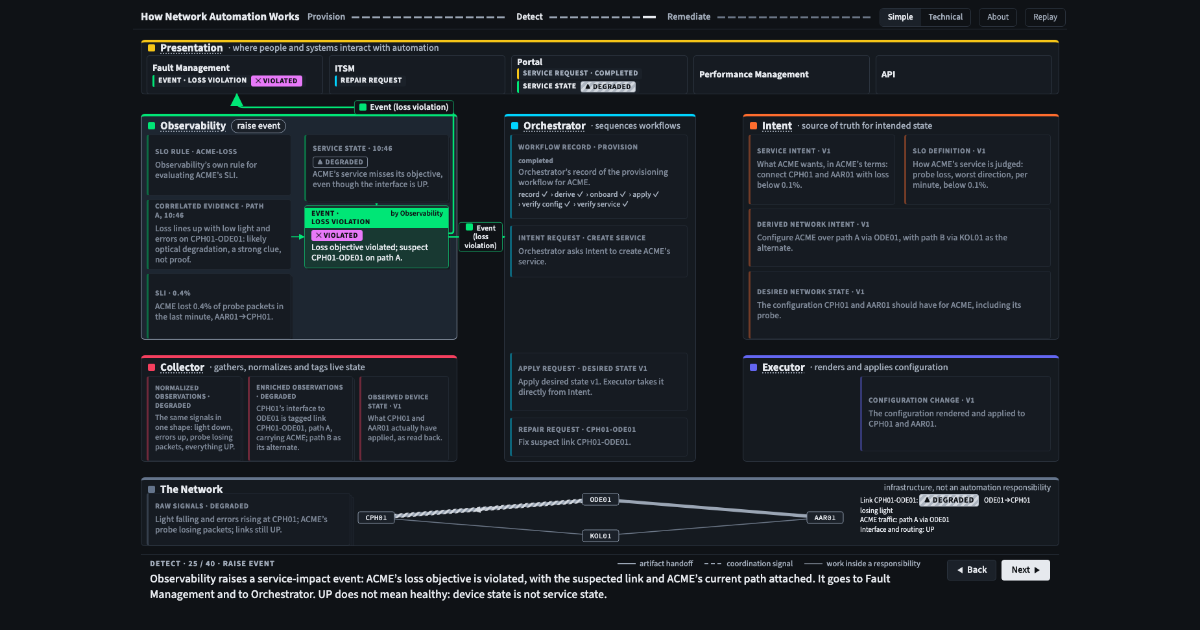 How Network Automation Works
Provision
Detect
Remediate
Simple
Technical
About
Replay
Presentation · where people and systems interact with automation
Fault Management
EVENT · LOSS VIOLATION × VIOLATED
ITSM
REPAIR REQUEST
Portal
SERVICE REQUEST · COMPLETED
SERVICE STATE ▲ DEGRADED
Performance Management
API
Event (loss violation)
Observability raise event
SLO RULE · ACME-LOSS
Observability's own rule for
evaluating ACME's SLI.
CORRELATED EVIDENCE · PATH
A, 10:46
Loss lines up with low light and
errors on CPH01-ODE01: likely
optical degradation, a strong clue,
not proof.
SLI · 0.4%
ACME lost 0.4% of probe packets in
the last minute, AAR01→CPH01.
SERVICE STATE · 10:46
▲ DEGRADED
ACME's service misses its objective,
even though the interface is UP.
EVENT ·
LOSS VIOLATION
by Observability
× VIOLATED
Loss objective violated; suspect
CPH01-ODE01 on path A.
Event
(loss
violation)
Orchestrator · sequences workflows
WORKFLOW RECORD · PROVISION
completed
Orchestrator's record of the provisioning
workflow for ACME.
record ✓ › derive ✓ › onboard ✓ › apply ✓
› verify config ✓ › verify service ✓
INTENT REQUEST · CREATE SERVICE
Orchestrator asks Intent to create ACME's
service.
APPLY REQUEST · DESIRED STATE V1
Apply desired state v1. Executor takes it
directly from Intent.
REPAIR REQUEST · CPH01-ODE01
Fix suspect link CPH01-ODE01.
Intent · source of truth for intended state
SERVICE INTENT · V1
What ACME wants, in ACME's terms:
connect CPH01 and AAR01 with loss
below 0.1%.
SLO DEFINITION · V1
How ACME's service is judged:
probe loss, worst direction, per
minute, below 0.1%.
DERIVED NETWORK INTENT · V1
Configure ACME over path A via ODE01, with path B via KOL01 as the
alternate.
DESIRED NETWORK STATE · V1
The configuration CPH01 and AAR01 should have for ACME, including its
probe.
Collector · gathers, normalizes and tags live state
NORMALIZED
OBSERVATIONS ·
DEGRADED
The same signals in
one shape: light down,
errors up, probe losing
packets, everything UP.
ENRICHED OBSERVATIONS
· DEGRADED
CPH01's interface to
ODE01 is tagged link
CPH01-ODE01, path A,
carrying ACME; path B as
its alternate.
OBSERVED DEVICE
STATE · V1
What CPH01 and
AAR01 actually have
applied, as read back.
Executor · renders and applies configuration
CONFIGURATION CHANGE · V1
The configuration rendered and applied to
CPH01 and AAR01.
The Network
infrastructure, not an automation responsibility
RAW SIGNALS · DEGRADED
Light falling and errors rising at CPH01; ACME's
probe losing packets; links still UP.
CPH01
ODE01
KOL01
AAR01
Link CPH01-ODE01: ▲ DEGRADED ODE01→CPH01
losing light
ACME traffic: path A via ODE01
Interface and routing: UP
DETECT · 25 / 40 · RAISE EVENT
artifact handoff
coordination signal
work inside a responsibility
Observability raises a service-impact event: ACME's loss objective is violated, with the suspected link and ACME's current path attached. It goes to Fault
Management and to Orchestrator. UP does not mean healthy: device state is not service state.
◀ Back
Next ▶